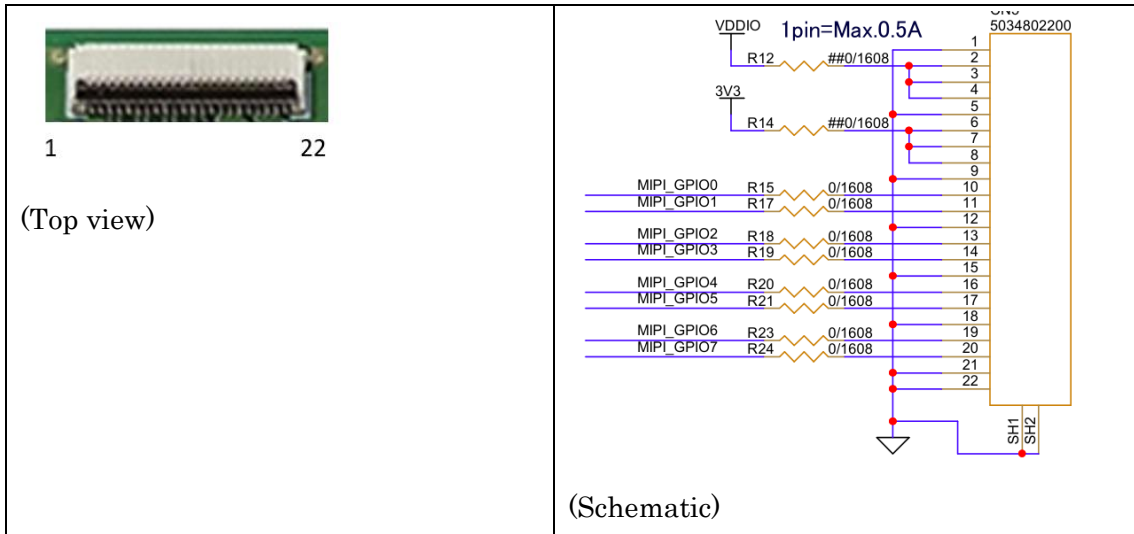 1 22
(Top view)
VDDIO 1pin=Max.0.5A
5034802200
R12 ##0/1608
3V3
R14 ##0/1608
MIPI_GPIO0 R15 0/1608
MIPI_GPIO1 R17 0/1608
MIPI_GPIO2 R18 0/1608
MIPI_GPIO3 R19 0/1608
MIPI_GPIO4 R20 0/1608
MIPI_GPIO5 R21 0/1608
MIPI_GPIO6 R23 0/1608
MIPI_GPIO7 R24 0/1608
1
2
3
4
5
6
7
8
9
10
11
12
13
14
15
16
17
18
19
20
21
22
SH1
SH2
(Schematic)